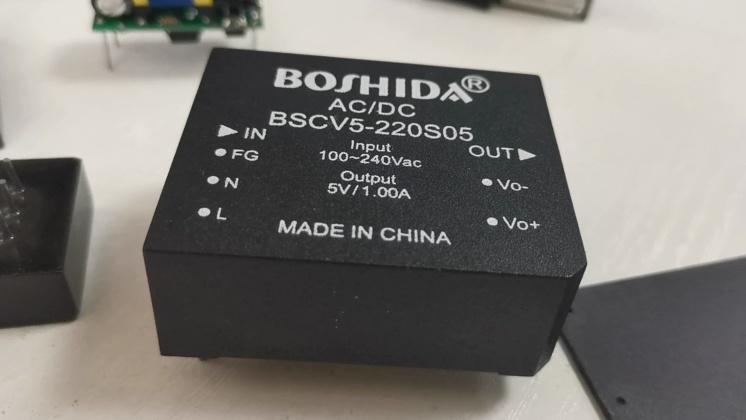 BOSHIDA®
AC/DC
BSCV5-220S05
▶ IN
OUT ▶
● FG
Input
100~240Vac
● N
Output
5V/1.00A
● Vo-
● L
● Vo+
MADE IN CHINA